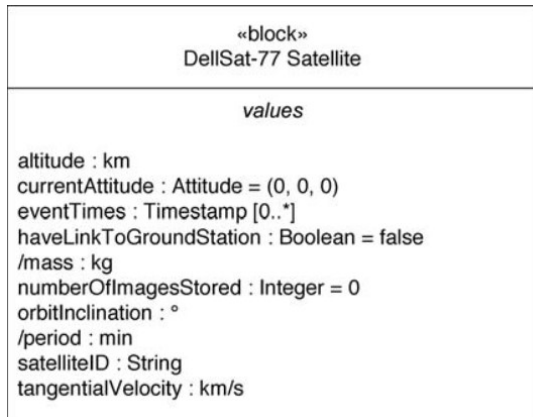 «block»
DellSat-77 Satellite
values
altitude : km
currentAttitude : Attitude = (0, 0, 0)
eventTimes : Timestamp [0..*]
haveLinkToGroundStation : Boolean = false
/mass : kg
numberOfImagesStored : Integer = 0
orbitInclination : °
/period : min
satelliteID : String
tangentialVelocity : km/s